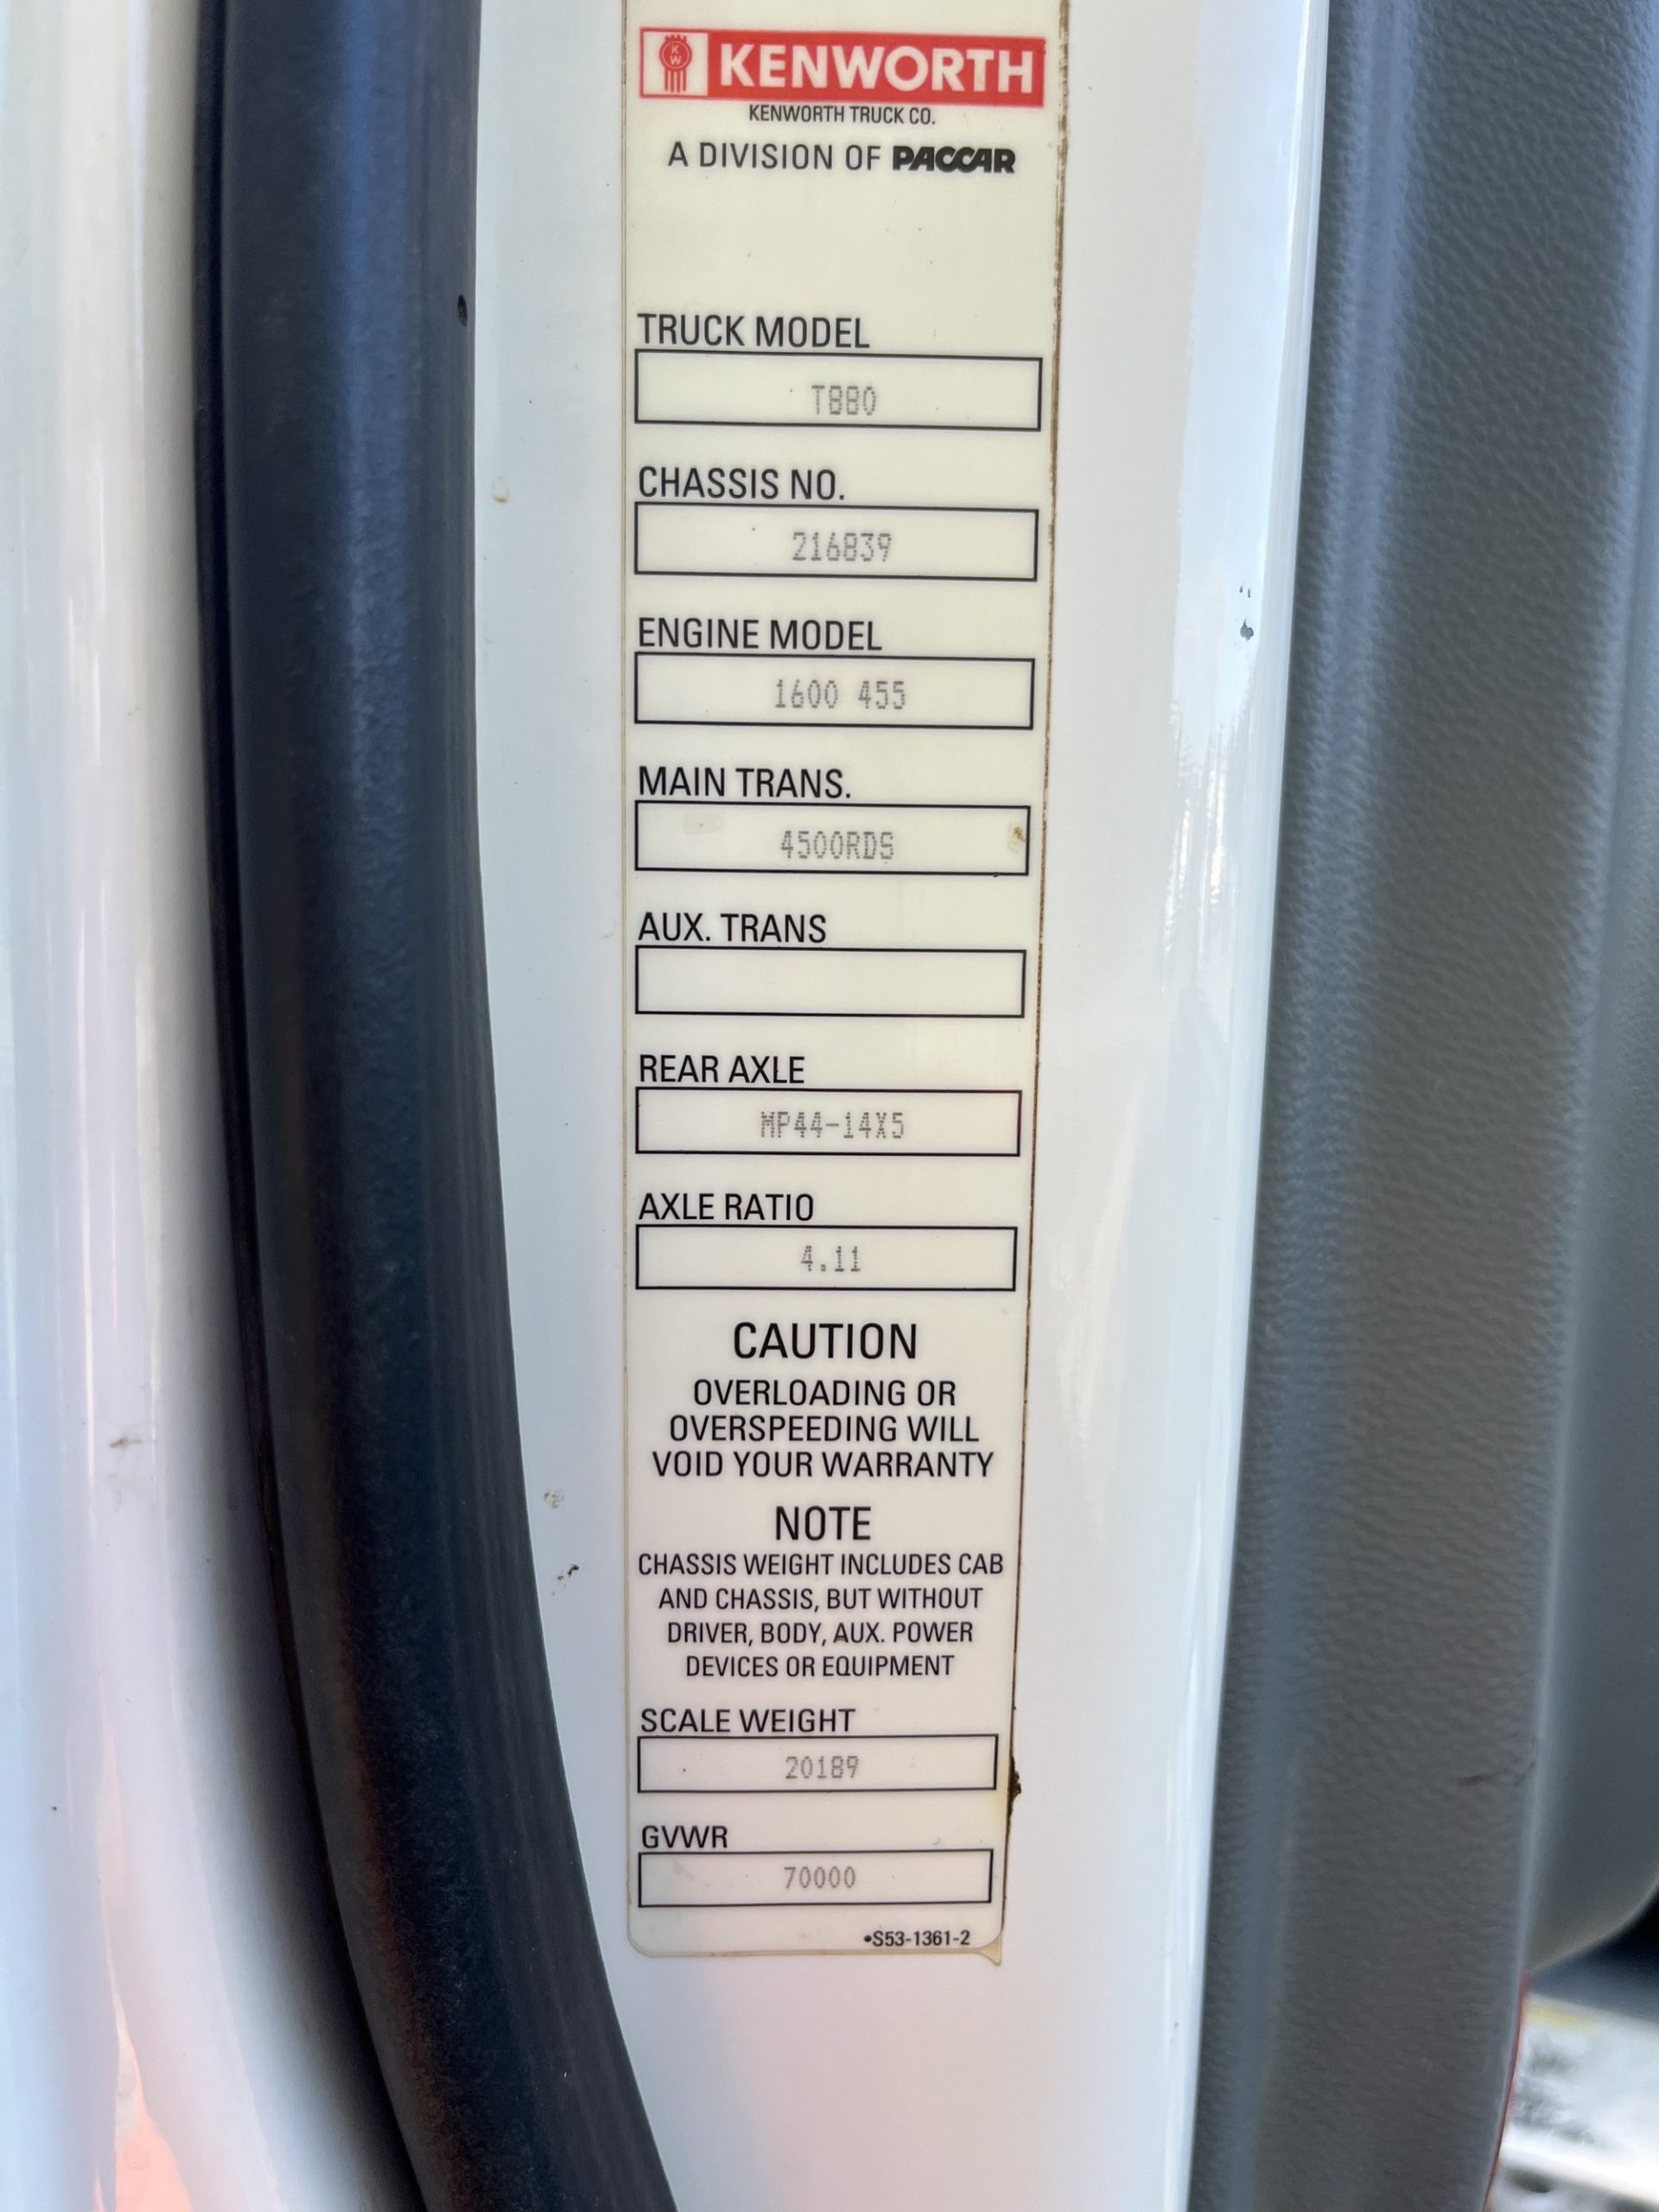 KW
KENWORTH
KENWORTH TRUCK CO.
A DIVISION OF PACCAR
TRUCK MODEL
T880
CHASSIS NO.
216839
ENGINE MODEL
1600 455
MAIN TRANS.
4500RDS
AUX. TRANS
REAR AXLE
MP44-14X5
AXLE RATIO
4.11
CAUTION
OVERLOADING OR
OVERSPEEDING WILL
VOID YOUR WARRANTY
NOTE
CHASSIS WEIGHT INCLUDES CAB
AND CHASSIS, BUT WITHOUT
DRIVER, BODY, AUX. POWER
DEVICES OR EQUIPMENT
SCALE WEIGHT
20189
GVWR
70000
•S53-1361-2